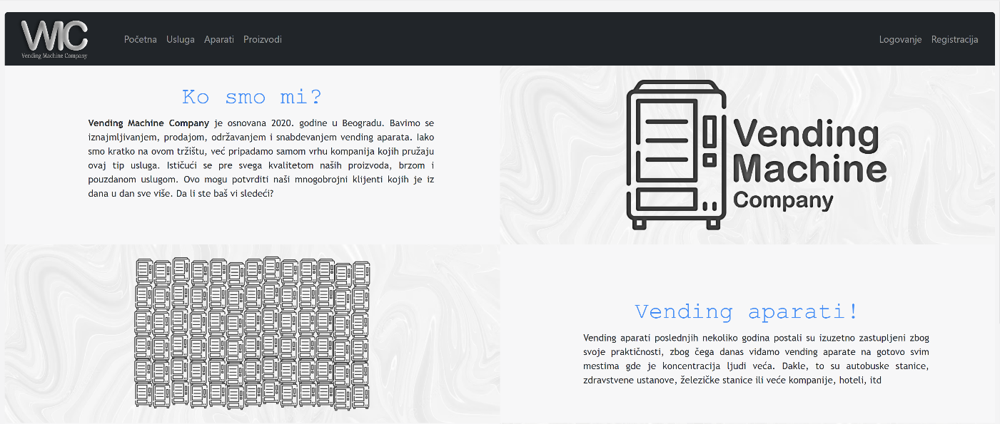 VMC
Vending Machine Company
Početna Usluga Aparati Proizvodi
Logovanje Registracija
Ko smo mi?
Vending Machine Company je osnovana 2020. godine u Beogradu. Bavimo se
iznajmljivanjem, prodajom, održavanjem i snabdevanjem vending aparata. Iako
smo kratko na ovom tržištu, već pripadamo samom vrhu kompanija kojih pružaju
ovaj tip usluga. Ističući se pre svega kvalitetom naših proizvoda, brzom i
pouzdanom uslugom. Ovo mogu potvrditi naši mnogobrojni klijenti kojih je iz
dana u dan sve više. Da li ste baš vi sledeći?
Vending
Machine
Company
Vending aparati!
Vending aparati poslednjih nekoliko godina postali su izuzetno zastupljeni zbog
svoje praktičnosti, zbog čega danas viđamo vending aparate na gotovo svim
mestima gde je koncentracija ljudi veća. Dakle, to su autobuske stanice,
zdravstvene ustanove, železičke stanice ili veće kompanije, hoteli, itd